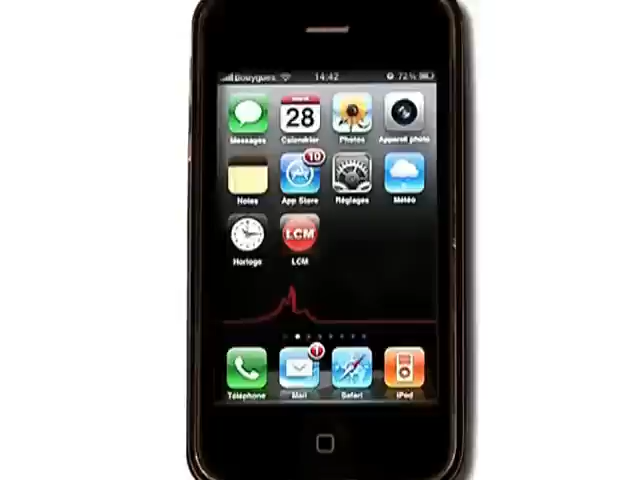 Bouygues 14:42 72 %
28
Messages Calendrier Photos Appareil photo
10
Notes App Store Réglages Météo
LCM
Horloge LCM
1
Téléphone Mail Safari iPod